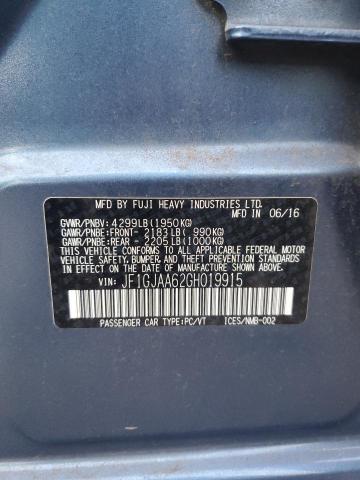 MFD BY FUJI HEAVY INDUSTRIES LTD.
MFD IN 06/16
GVWR/PNBV: 4299LB(1950KG)
GAWR/PNBE:FRONT- 2183LB( 990KG)
GAWR/PNBE:REAR - 2205LB(1000KG)
THIS VEHICLE CONFORMS TO ALL APPLICABLE FEDERAL
MOTOR VEHICLE SAFETY, BUMPER, AND THEFT PREVENTION
STANDARDS IN EFFECT ON THE DATE OF MANUFACTURE
SHOWN ABOVE.
VIN: JF1GJAA62GH019915
PASSENGER CAR TYPE:PC/VT ICES/NMB-002